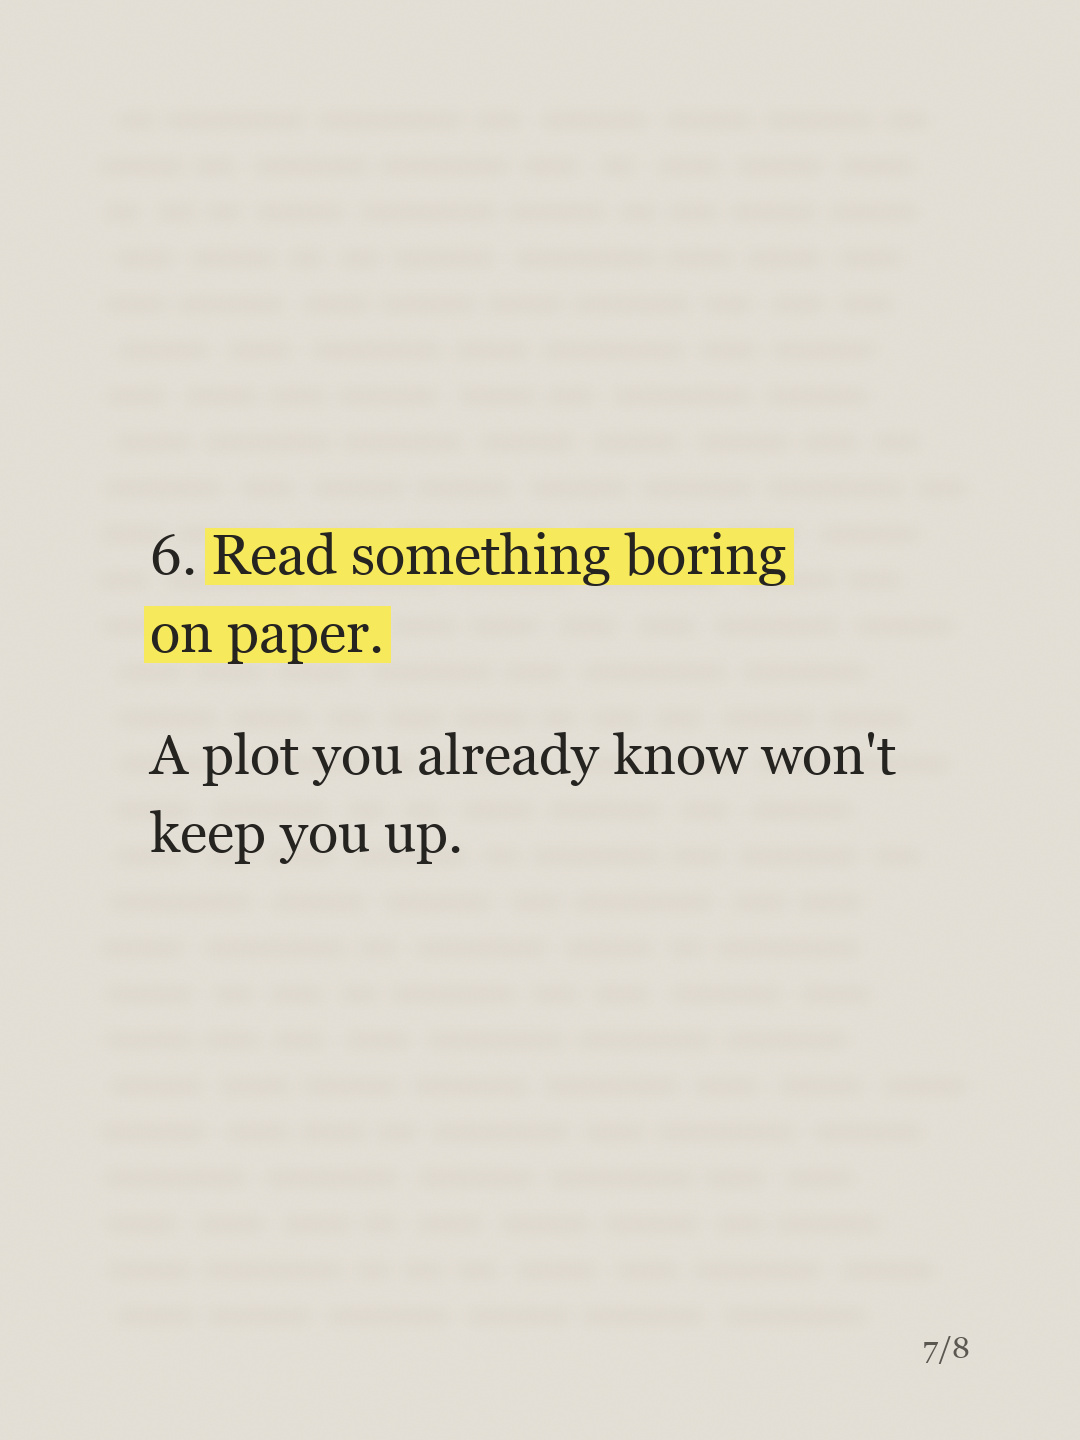 6. Read something boring
on paper.
A plot you already know won't
keep you up.
7/8